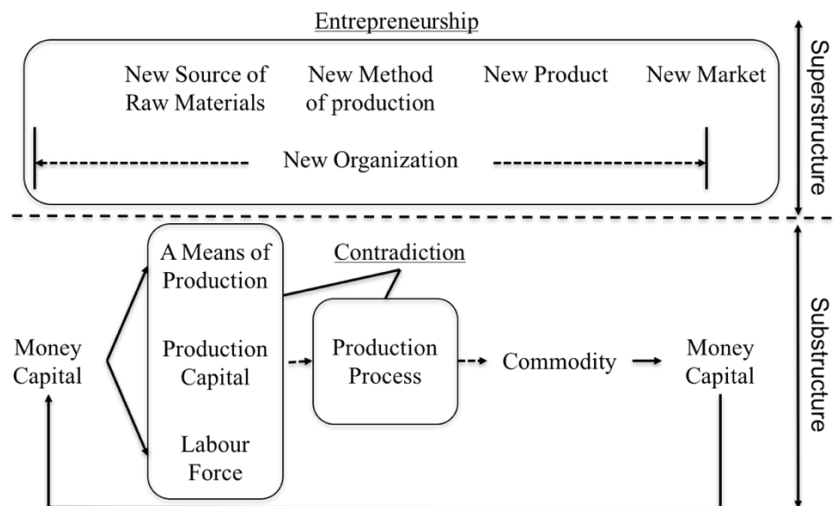 Entrepreneurship
New Source of
Raw Materials
New Method
of production
New Product
New Market
New Organization
Superstructure
A Means of
Production
Contradiction
Money
Capital
Production
Capital
Production
Process
Commodity
Money
Capital
Labour
Force
Substructure